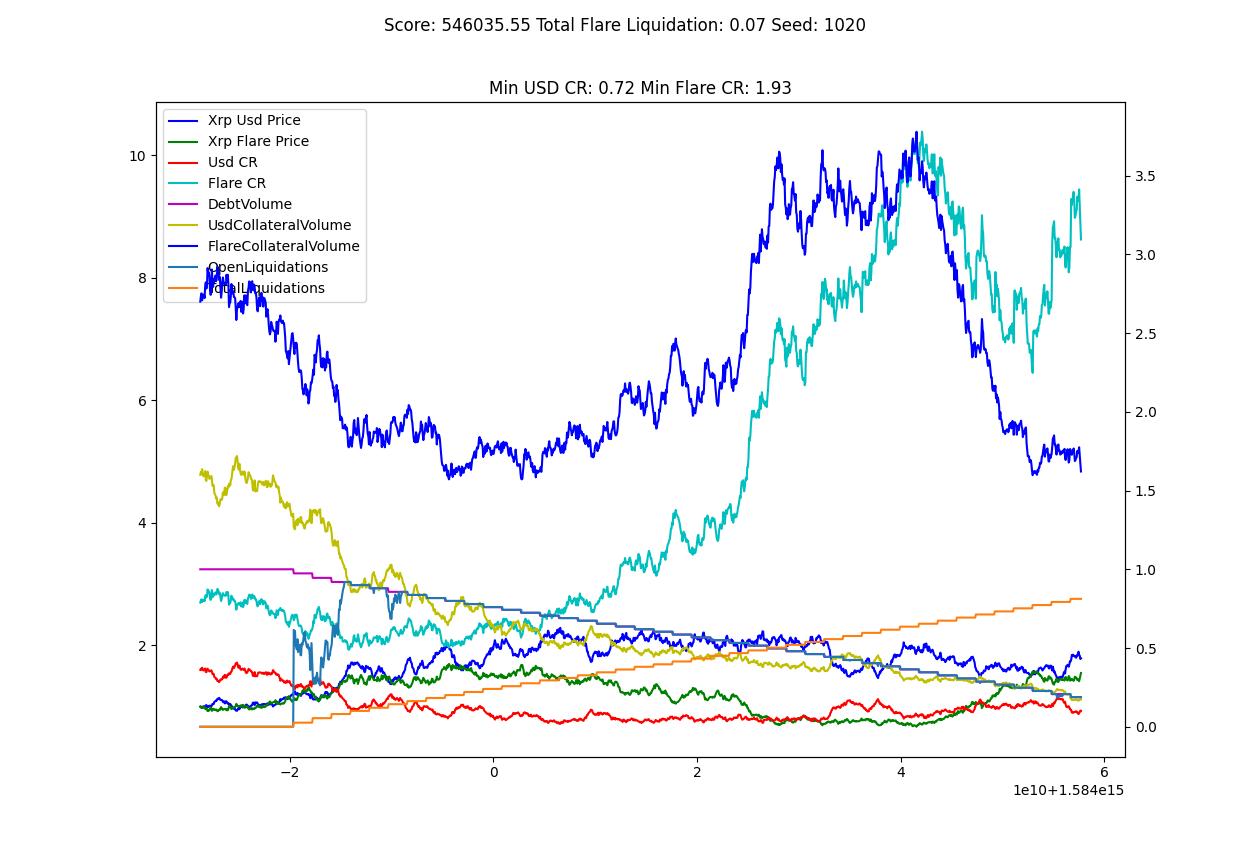 Score: 546035.55 Total Flare Liquidation: 0.07 Seed: 1020
Min USD CR: 0.72 Min Flare CR: 1.93
Xrp Usd Price
Xrp Flare Price
Usd CR
Flare CR
DebtVolume
UsdCollateralVolume
FlareCollateralVolume
OpenLiquidations
TotalLiquidations
10
8
6
4
2
3.5
3.0
2.5
2.0
1.5
1.0
0.5
0.0
−2
0
2
4
6
1e10+1.584e15